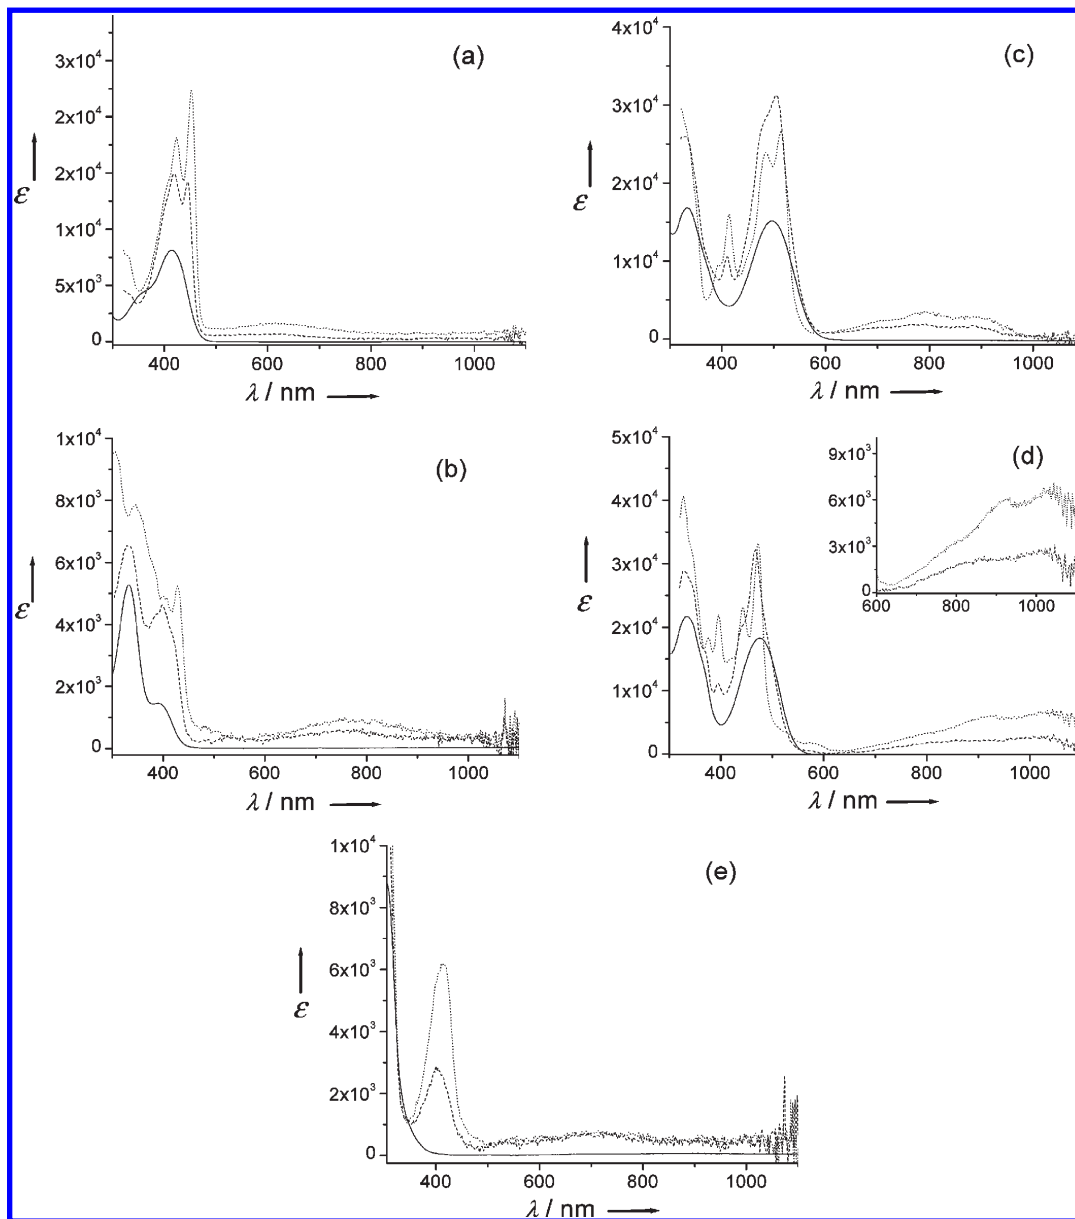 (a)
3x10⁴
2x10⁴
2x10⁴
1x10⁴
5x10³
0
ε
400 600 800 1000
λ / nm
(c)
4x10⁴
3x10⁴
2x10⁴
1x10⁴
0
ε
400 600 800 1000
λ / nm
(b)
1x10⁴
8x10³
6x10³
4x10³
2x10³
0
ε
400 600 800 1000
λ / nm
(d)
5x10⁴
4x10⁴
3x10⁴
2x10⁴
1x10⁴
0
ε
400 600 800 1000
λ / nm
9x10³
6x10³
3x10³
0
600 800 1000
(e)
1x10⁴
8x10³
6x10³
4x10³
2x10³
0
ε
400 600 800 1000
λ / nm